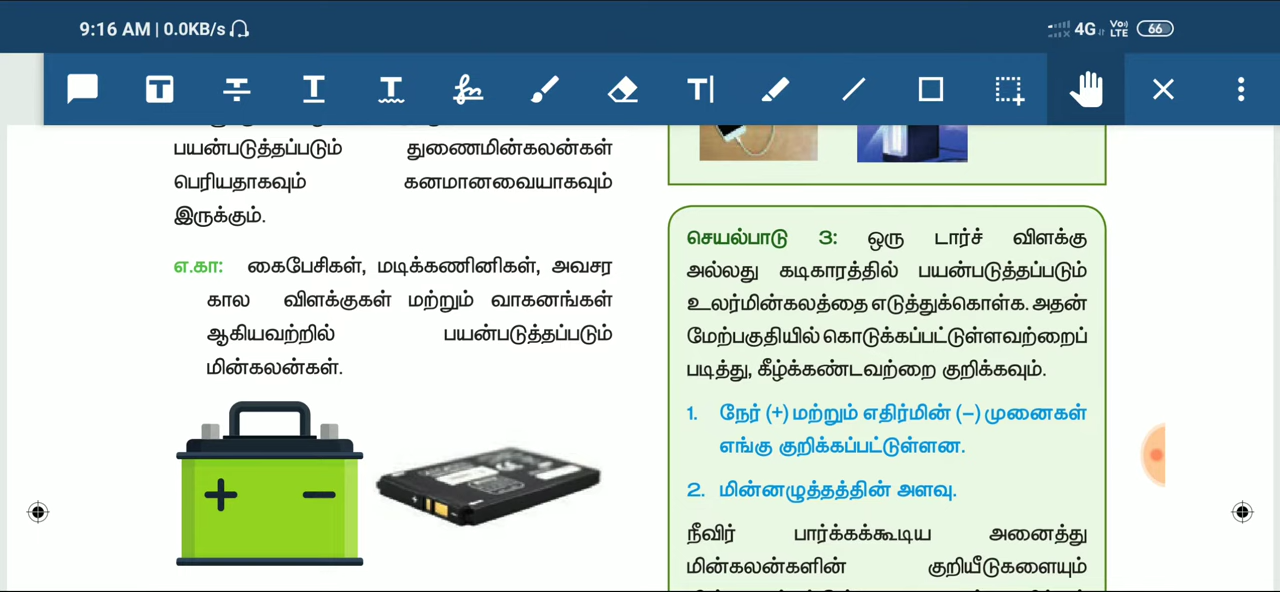 9:16 AM | 0.0KB/s
4G
Vo)
LTE
66
பயன்படுத்தப்படும் துணைமின்கலன்கள்
பெரியதாகவும் கனமானவையாகவும்
இருக்கும்.
எ.கா: கைபேசிகள், மடிக்கணினிகள், அவசர
கால விளக்குகள் மற்றும் வாகனங்கள்
ஆகியவற்றில் பயன்படுத்தப்படும்
மின்கலன்கள்.
+ −
செயல்பாடு 3: ஒரு டார்ச் விளக்கு
அல்லது கடிகாரத்தில் பயன்படுத்தப்படும்
உலர்மின்கலத்தை எடுத்துக்கொள்க. அதன்
மேற்பகுதியில் கொடுக்கப்பட்டுள்ளவற்றைப்
படித்து, கீழ்க்கண்டவற்றை குறிக்கவும்.
1. நேர் (+) மற்றும் எதிர்மின் (−) முனைகள்
எங்கு குறிக்கப்பட்டுள்ளன.
2. மின்னழுத்தத்தின் அளவு.
நீவிர் பார்க்கக்கூடிய அனைத்து
மின்கலன்களின் குறியீடுகளையும்